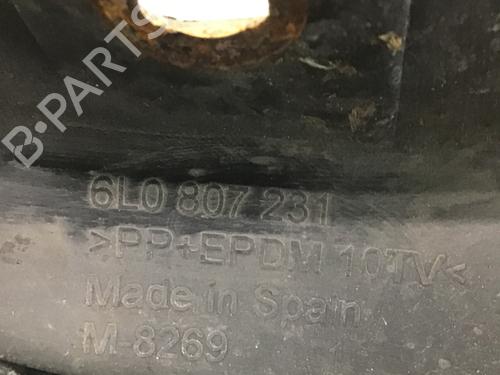 B·PARTS
6L0 807 231
>PP+EPDM 10TV<
Made in Spain
M-8269